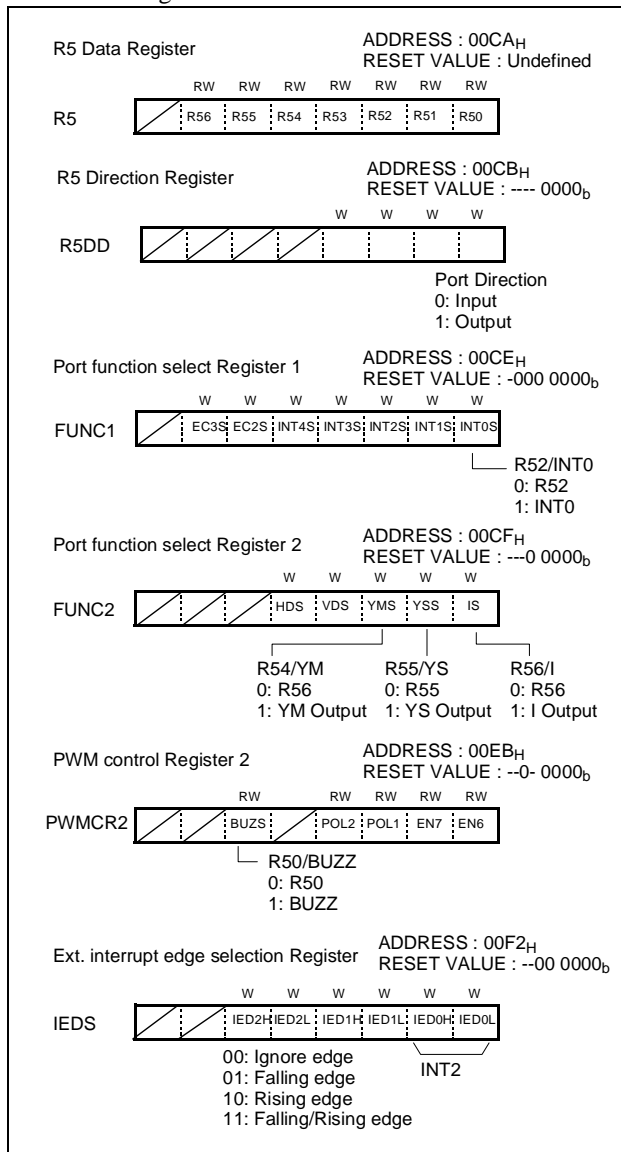 R5 Data Register
ADDRESS : 00CAH
RESET VALUE : Undefined
RW RW RW RW RW RW RW
R5 R56 R55 R54 R53 R52 R51 R50
R5 Direction Register
ADDRESS : 00CBH
RESET VALUE : ---- 0000b
W W W W
R5DD
Port Direction
0: Input
1: Output
Port function select Register 1
ADDRESS : 00CEH
RESET VALUE : -000 0000b
W W W W W W W
FUNC1 EC3S EC2S INT4S INT3S INT2S INT1S INT0S
R52/INT0
0: R52
1: INT0
Port function select Register 2
ADDRESS : 00CFH
RESET VALUE : ---0 0000b
W W W W W
FUNC2 HDS VDS YMS YSS IS
R54/YM R55/YS R56/I
0: R56 0: R55 0: R56
1: YM Output 1: YS Output 1: I Output
PWM control Register 2
ADDRESS : 00EBH
RESET VALUE : --0- 0000b
RW RW RW RW RW
PWMCR2 BUZS POL2 POL1 EN7 EN6
R50/BUZZ
0: R50
1: BUZZ
Ext. interrupt edge selection Register
ADDRESS : 00F2H
RESET VALUE : --00 0000b
W W W W W W
IEDS IED2H IED2L IED1H IED1L IED0H IED0L
INT2
00: Ignore edge
01: Falling edge
10: Rising edge
11: Falling/Rising edge